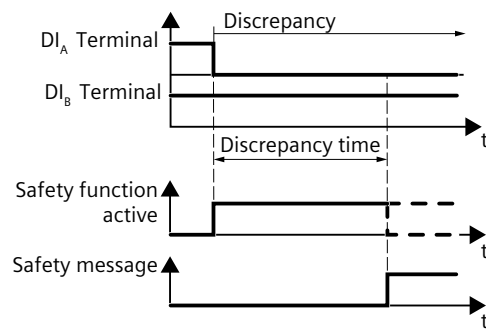 Discrepancy
DIA Terminal
DIB Terminal
t
Discrepancy time
Safety function
active
t
Safety message
t